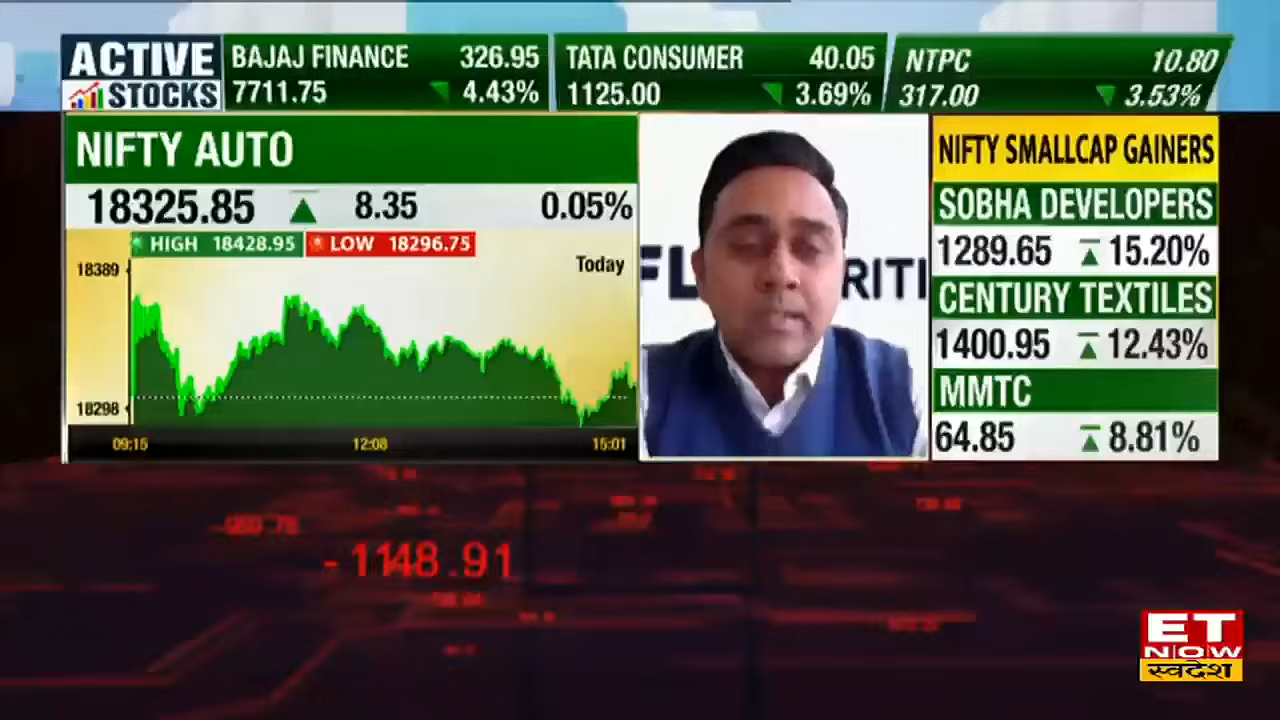 ACTIVE
STOCKS
BAJAJ FINANCE 326.95
7711.75 4.43%
TATA CONSUMER 40.05
1125.00 3.69%
NTPC 10.80
317.00 3.53%
NIFTY AUTO
18325.85 8.35 0.05%
HIGH 18428.95 LOW 18296.75
Today
18389
18298
09:15 12:08 15:01
FL RITI
NIFTY SMALLCAP GAINERS
SOBHA DEVELOPERS
1289.65 15.20%
CENTURY TEXTILES
1400.95 12.43%
MMTC
64.85 8.81%
-1148.91
ET
NOW
स्वदेश